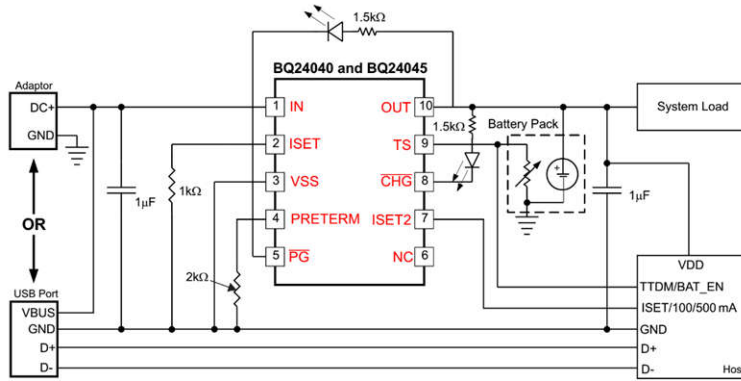 1.5kΩ
BQ24040 and BQ24045
Adaptor
DC+
GND
OR
USB Port
VBUS
GND
D+
D-
1μF
1kΩ
2kΩ
1 IN
2 ISET
3 VSS
4 PRETERM
5 PG
OUT 10
TS 9
CHG 8
ISET2 7
NC 6
1.5kΩ
Battery Pack
+
1μF
System Load
VDD
TTDM/BAT_EN
ISET/100/500 mA
GND
D+
D-
Host